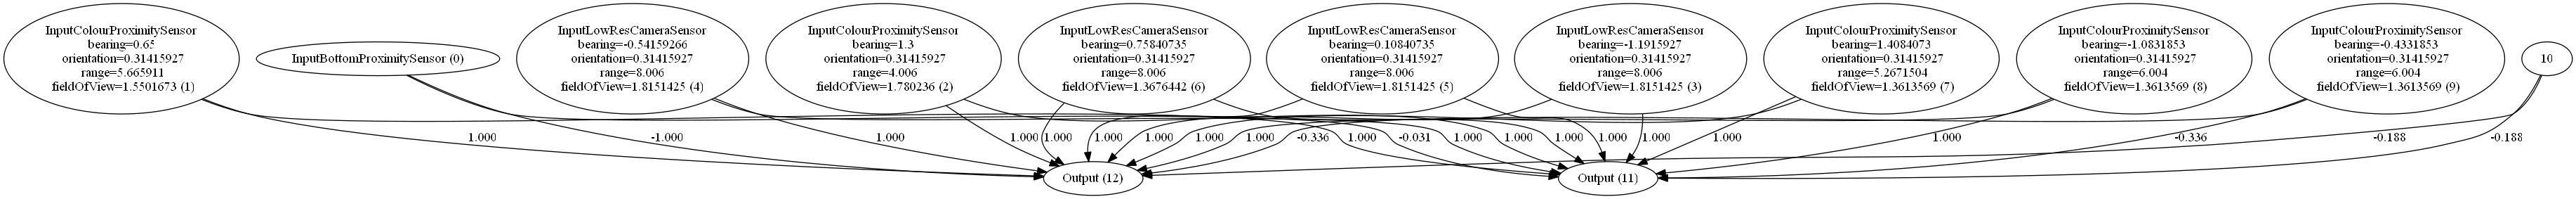 InputColourProximitySensor
bearing=0.65
orientation=0.31415927
range=5.665911
fieldOfView=1.5501673 (1)
InputBottomProximitySensor (0)
InputLowResCameraSensor
bearing=-0.54159266
orientation=0.31415927
range=8.006
fieldOfView=1.8151425 (4)
InputColourProximitySensor
bearing=1.3
orientation=0.31415927
range=4.006
fieldOfView=1.780236 (2)
InputLowResCameraSensor
bearing=0.75840735
orientation=0.31415927
range=8.006
fieldOfView=1.3676442 (6)
InputLowResCameraSensor
bearing=0.10840735
orientation=0.31415927
range=8.006
fieldOfView=1.8151425 (5)
InputLowResCameraSensor
bearing=-1.1915927
orientation=0.31415927
range=8.006
fieldOfView=1.8151425 (3)
InputColourProximitySensor
bearing=1.4084073
orientation=0.31415927
range=5.2671504
fieldOfView=1.3613569 (7)
InputColourProximitySensor
bearing=-1.0831853
orientation=0.31415927
range=6.004
fieldOfView=1.3613569 (8)
InputColourProximitySensor
bearing=-0.4331853
orientation=0.31415927
range=6.004
fieldOfView=1.3613569 (9)
10
1.000
-1.000
1.000
1.000
1.000
1.000
1.000
1.000
1.000
-0.336
1.000
-0.031
1.000
1.000
1.000
1.000
1.000
1.000
1.000
-0.336
-0.188
-0.188
Output (12)
Output (11)